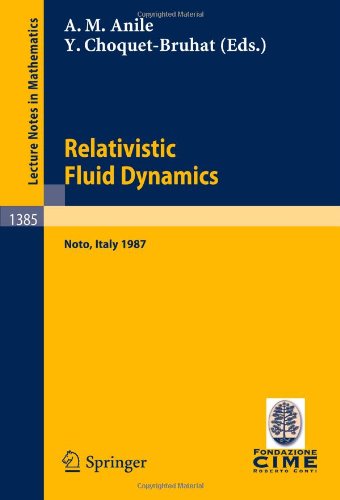 A. M. Anile
Y. Choquet-Bruhat (Eds.)
Lecture Notes in Mathematics
1385
Relativistic
Fluid Dynamics
Noto, Italy 1987
Springer
FONDAZIONE
CIME
ROBERTO CONTI